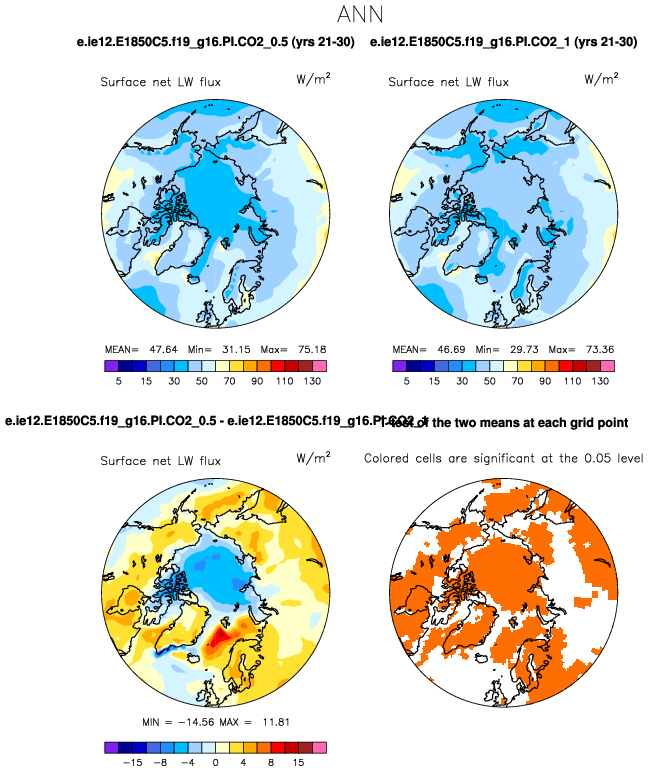 ANN
e.ie12.E1850C5.f19_g16.PI.CO2_0.5 (yrs 21-30) e.ie12.E1850C5.f19_g16.PI.CO2_1 (yrs 21-30)
Surface net LW flux W/m² Surface net LW flux W/m²
MEAN= 47.64 Min= 31.15 Max= 75.18 MEAN= 46.69 Min= 29.73 Max= 73.36
5 15 30 50 70 90 110 130 5 15 30 50 70 90 110 130
e.ie12.E1850C5.f19_g16.PI.CO2_0.5 - e.ie12.E1850C5.f19_g16.PI.CO2_1 T-test of the two means at each grid point
Surface net LW flux W/m² Colored cells are significant at the 0.05 level
MIN = -14.56 MAX = 11.81
-15 -8 -4 0 4 8 15